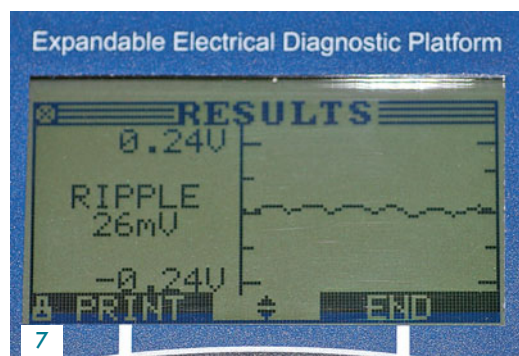 Expandable Electrical Diagnostic Platform
RESULTS
0.24V
RIPPLE
26mV
-0.24V
PRINT
END
7